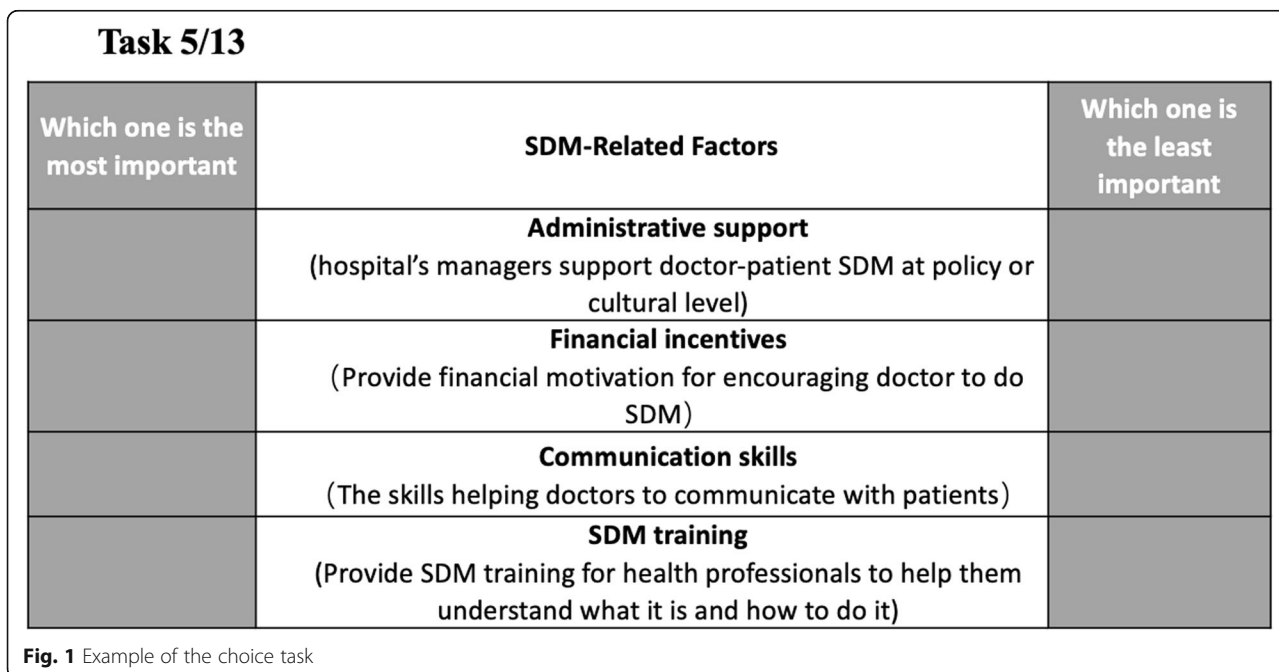 Task 5/13
Which one is the
most important
SDM-Related Factors
Which one is
the least
important
Administrative support
(hospital's managers support doctor-patient SDM at policy or
cultural level)
Financial incentives
（Provide financial motivation for encouraging doctor to do
SDM）
Communication skills
（The skills helping doctors to communicate with patients）
SDM training
(Provide SDM training for health professionals to help them
understand what it is and how to do it)
Fig. 1 Example of the choice task